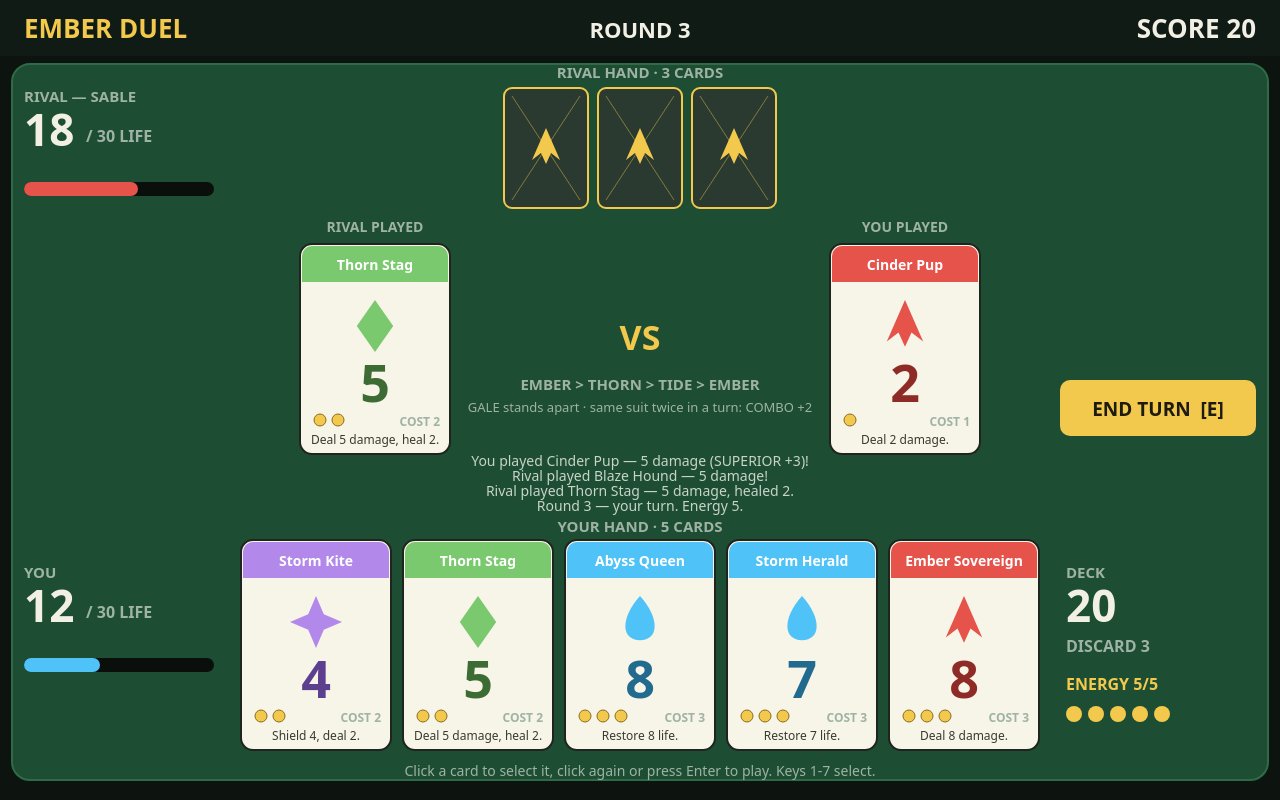 EMBER DUEL
ROUND 3
SCORE 20
RIVAL HAND · 3 CARDS
RIVAL — SABLE
18 / 30 LIFE
RIVAL PLAYED
YOU PLAYED
Thorn Stag
5
COST 2
Deal 5 damage, heal 2.
VS
EMBER > THORN > TIDE > EMBER
GALE stands apart · same suit twice in a turn: COMBO +2
Cinder Pup
2
COST 1
Deal 2 damage.
END TURN [E]
You played Cinder Pup — 5 damage (SUPERIOR +3)!
Rival played Blaze Hound — 5 damage!
Rival played Thorn Stag — 5 damage, healed 2.
Round 3 — your turn. Energy 5.
YOUR HAND · 5 CARDS
YOU
12 / 30 LIFE
Storm Kite
4
COST 2
Shield 4, deal 2.
Thorn Stag
5
COST 2
Deal 5 damage, heal 2.
Abyss Queen
8
COST 3
Restore 8 life.
Storm Herald
7
COST 3
Restore 7 life.
Ember Sovereign
8
COST 3
Deal 8 damage.
DECK
20
DISCARD 3
ENERGY 5/5
Click a card to select it, click again or press Enter to play. Keys 1-7 select.